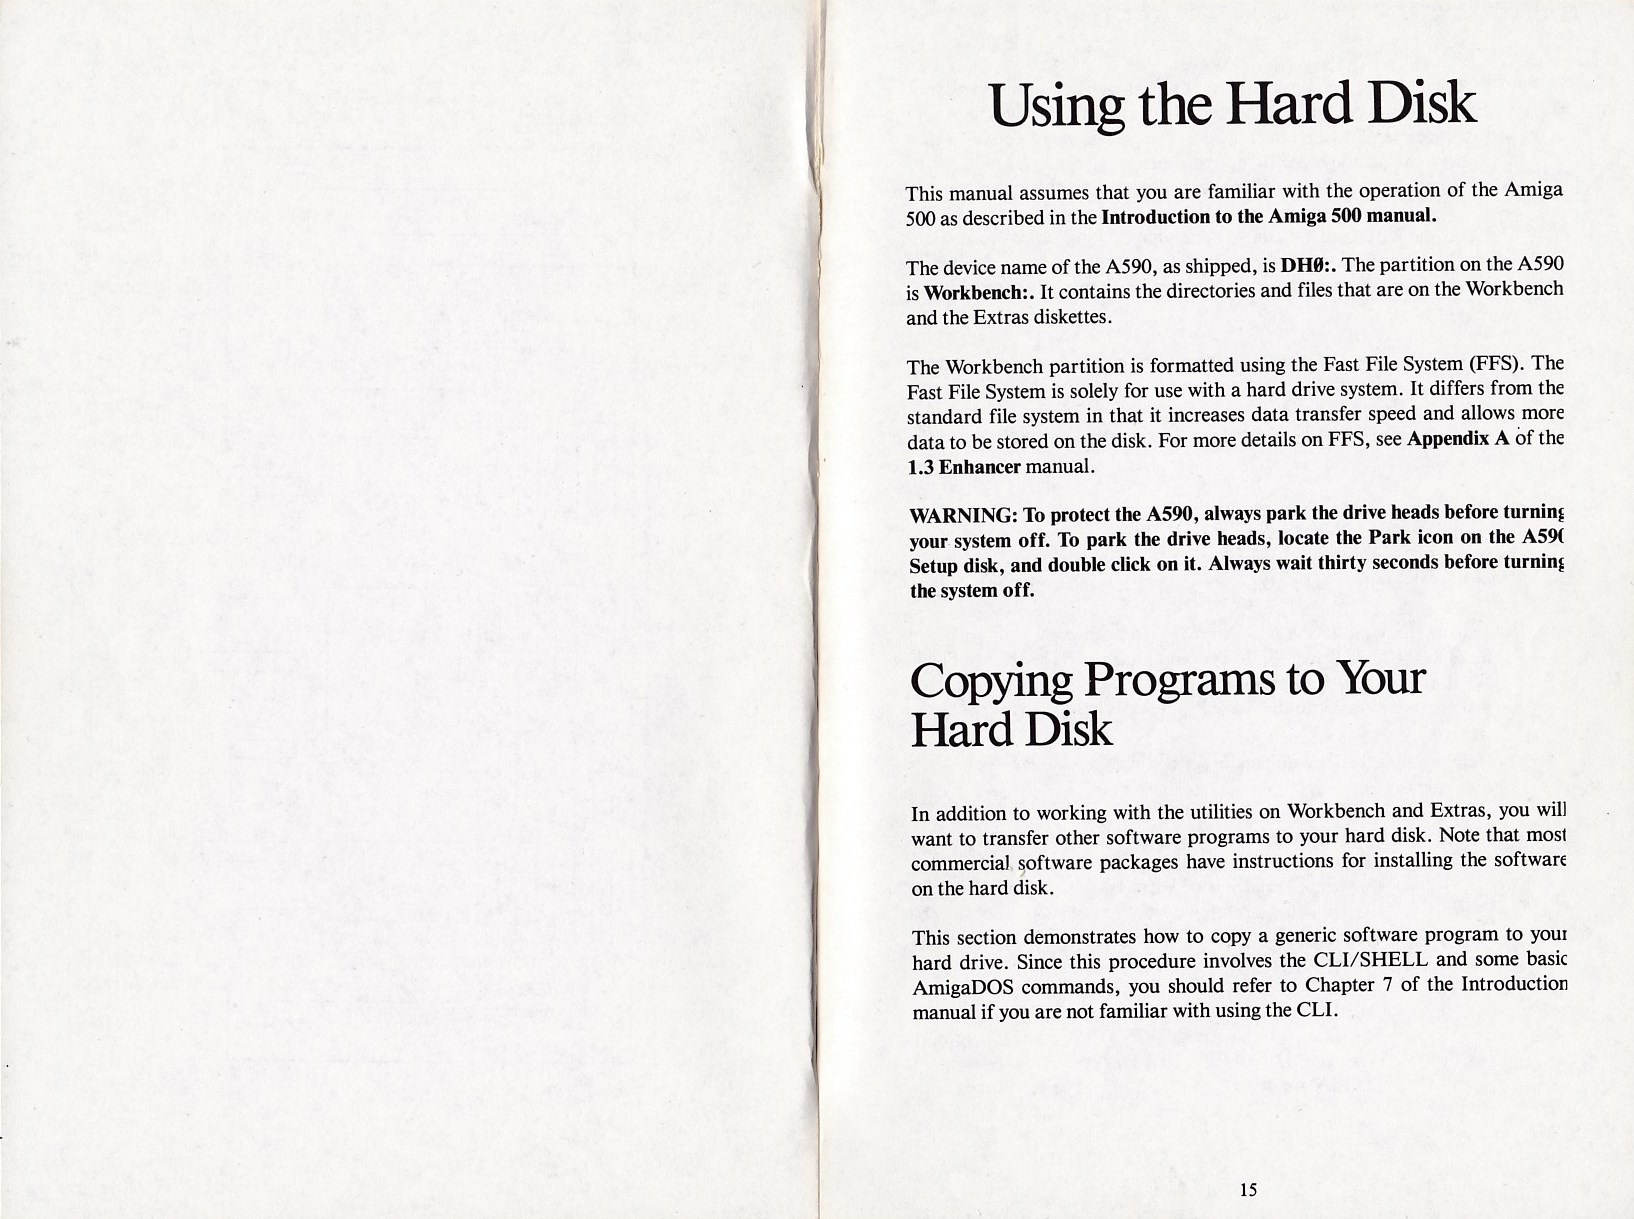 Using the Hard Disk
This manual assumes that you are familiar with the operation of the Amiga
500 as described in the Introduction to the Amiga 500 manual.
The device name of the A590, as shipped, is DH0:. The partition on the A590
is Workbench:. It contains the directories and files that are on the Workbench
and the Extras diskettes.
The Workbench partition is formatted using the Fast File System (FFS). The
Fast File System is solely for use with a hard drive system. It differs from the
standard file system in that it increases data transfer speed and allows more
data to be stored on the disk. For more details on FFS, see Appendix A of the
1.3 Enhancer manual.
WARNING: To protect the A590, always park the drive heads before turning
your system off. To park the drive heads, locate the Park icon on the A590
Setup disk, and double click on it. Always wait thirty seconds before turning
the system off.
Copying Programs to Your
Hard Disk
In addition to working with the utilities on Workbench and Extras, you will
want to transfer other software programs to your hard disk. Note that most
commercial software packages have instructions for installing the software
on the hard disk.
This section demonstrates how to copy a generic software program to your
hard drive. Since this procedure involves the CLI/SHELL and some basic
AmigaDOS commands, you should refer to Chapter 7 of the Introduction
manual if you are not familiar with using the CLI.
15